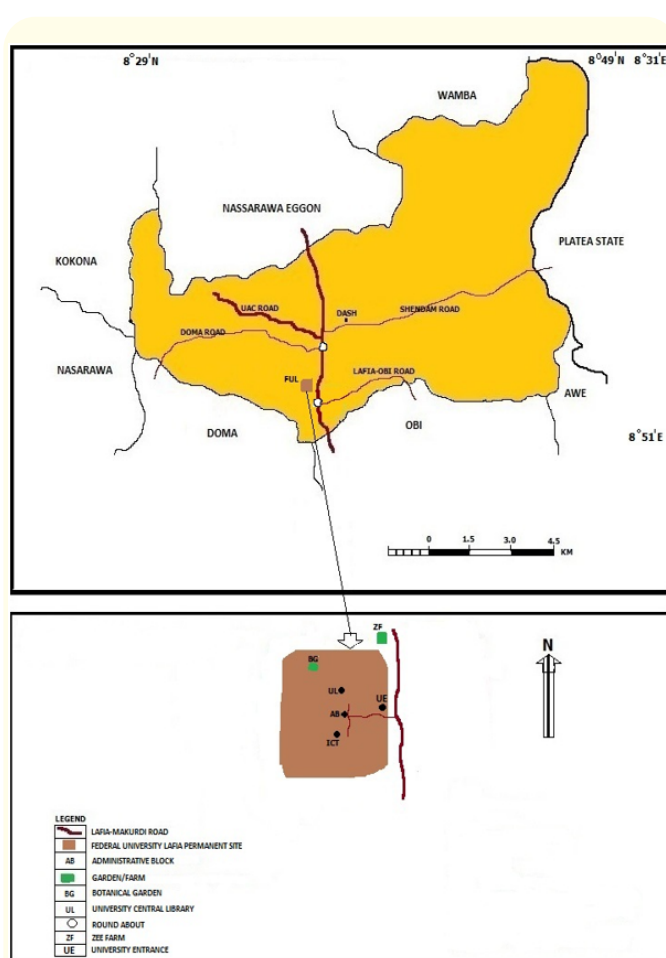 8°29'N
8°49'N 8°31'E
WAMBA
NASSARAWA EGGON
PLATEA STATE
KOKONA
UAC ROAD
DASH
SHENDAM ROAD
DOMA ROAD
NASARAWA
LAFIA-OBI ROAD
FUL
AWE
DOMA
OBI
8°51'E
0 1.5 3.0 4.5
KM
ZF
N
BG
UL
UE
AB
ICT
LEGEND
LAFIA-MAKURDI ROAD
FEDERAL UNIVERSITY LAFIA PERMANENT SITE
AB ADMINISTRATIVE BLOCK
GARDEN/FARM
BG BOTANICAL GARDEN
UL UNIVERSITY CENTRAL LIBRARY
ROUND ABOUT
ZF ZEE FARM
UE UNIVERSITY ENTRANCE